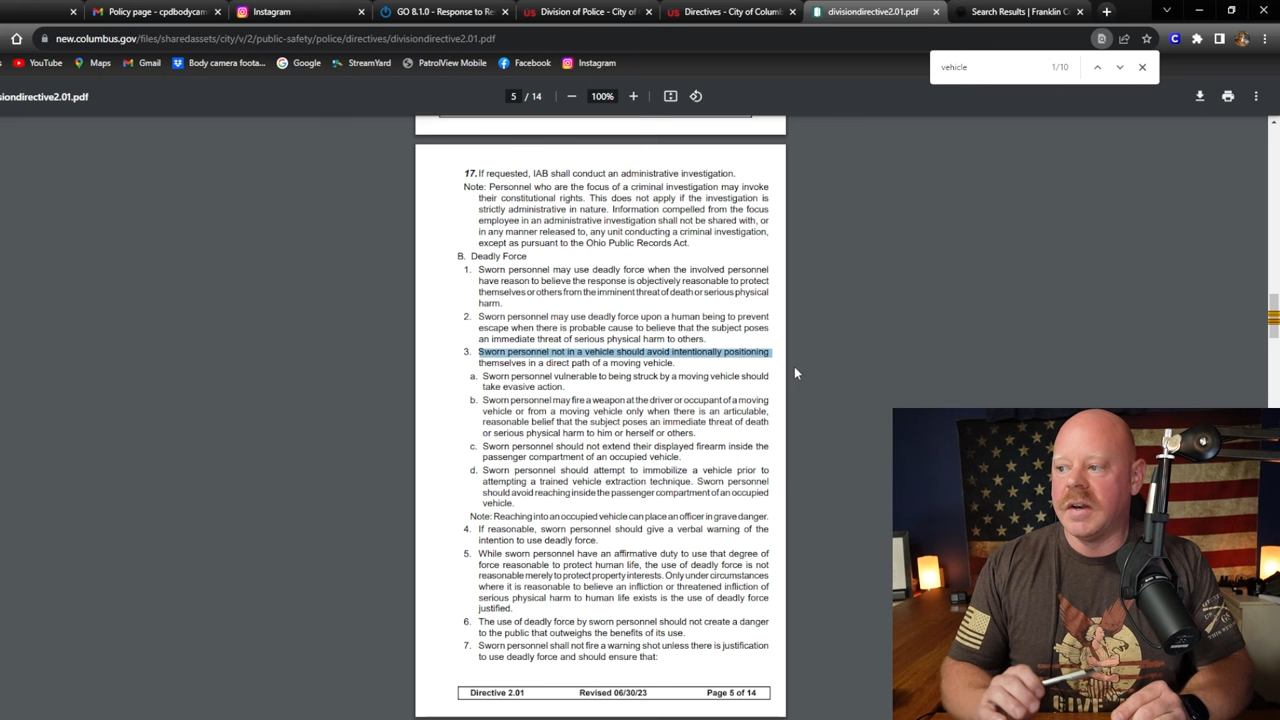 Policy page - cpdbodycam
Instagram
GO 8.1.0 - Response to Re
Division of Police - City of
Directives - City of Columb
divisiondirective2.01.pdf
Search Results | Franklin C
new.columbus.gov/files/sharedassets/city/v/2/public-safety/police/directives/divisiondirective2.01.pdf
YouTube
Maps
Gmail
Body camera foota...
Google
StreamYard
PatrolView Mobile
Facebook
Instagram
vehicle
1/10
siondirective2.01.pdf
5 / 14
100%
17. If requested, IAB shall conduct an administrative investigation.
Note: Personnel who are the focus of a criminal investigation may invoke
their constitutional rights. This does not apply if the investigation is
strictly administrative in nature. Information compelled from the focus
employee in an administrative investigation shall not be shared with, or
in any manner released to, any unit conducting a criminal investigation,
except as pursuant to the Ohio Public Records Act.
B. Deadly Force
1. Sworn personnel may use deadly force when the involved personnel
have reason to believe the response is objectively reasonable to protect
themselves or others from the imminent threat of death or serious physical
harm.
2. Sworn personnel may use deadly force upon a human being to prevent
escape when there is probable cause to believe that the subject poses
an immediate threat of serious physical harm to others.
3. Sworn personnel not in a vehicle should avoid intentionally positioning
themselves in a direct path of a moving vehicle.
a. Sworn personnel vulnerable to being struck by a moving vehicle should
take evasive action.
b. Sworn personnel may fire a weapon at the driver or occupant of a moving
vehicle or from a moving vehicle only when there is an articulable,
reasonable belief that the subject poses an immediate threat of death
or serious physical harm to him or herself or others.
c. Sworn personnel should not extend their displayed firearm inside the
passenger compartment of an occupied vehicle.
d. Sworn personnel should attempt to immobilize a vehicle prior to
attempting a trained vehicle extraction technique. Sworn personnel
should avoid reaching inside the passenger compartment of an occupied
vehicle.
Note: Reaching into an occupied vehicle can place an officer in grave danger.
4. If reasonable, sworn personnel should give a verbal warning of the
intention to use deadly force.
5. While sworn personnel have an affirmative duty to use that degree of
force reasonable to protect human life, the use of deadly force is not
reasonable merely to protect property interests. Only under circumstances
where it is reasonable to believe an infliction or threatened infliction of
serious physical harm to human life exists is the use of deadly force
justified.
6. The use of deadly force by sworn personnel should not create a danger
to the public that outweighs the benefits of its use.
7. Sworn personnel shall not fire a warning shot unless there is justification
to use deadly force and should ensure that:
Directive 2.01
Revised 06/30/23
Page 5 of 14
GIVE